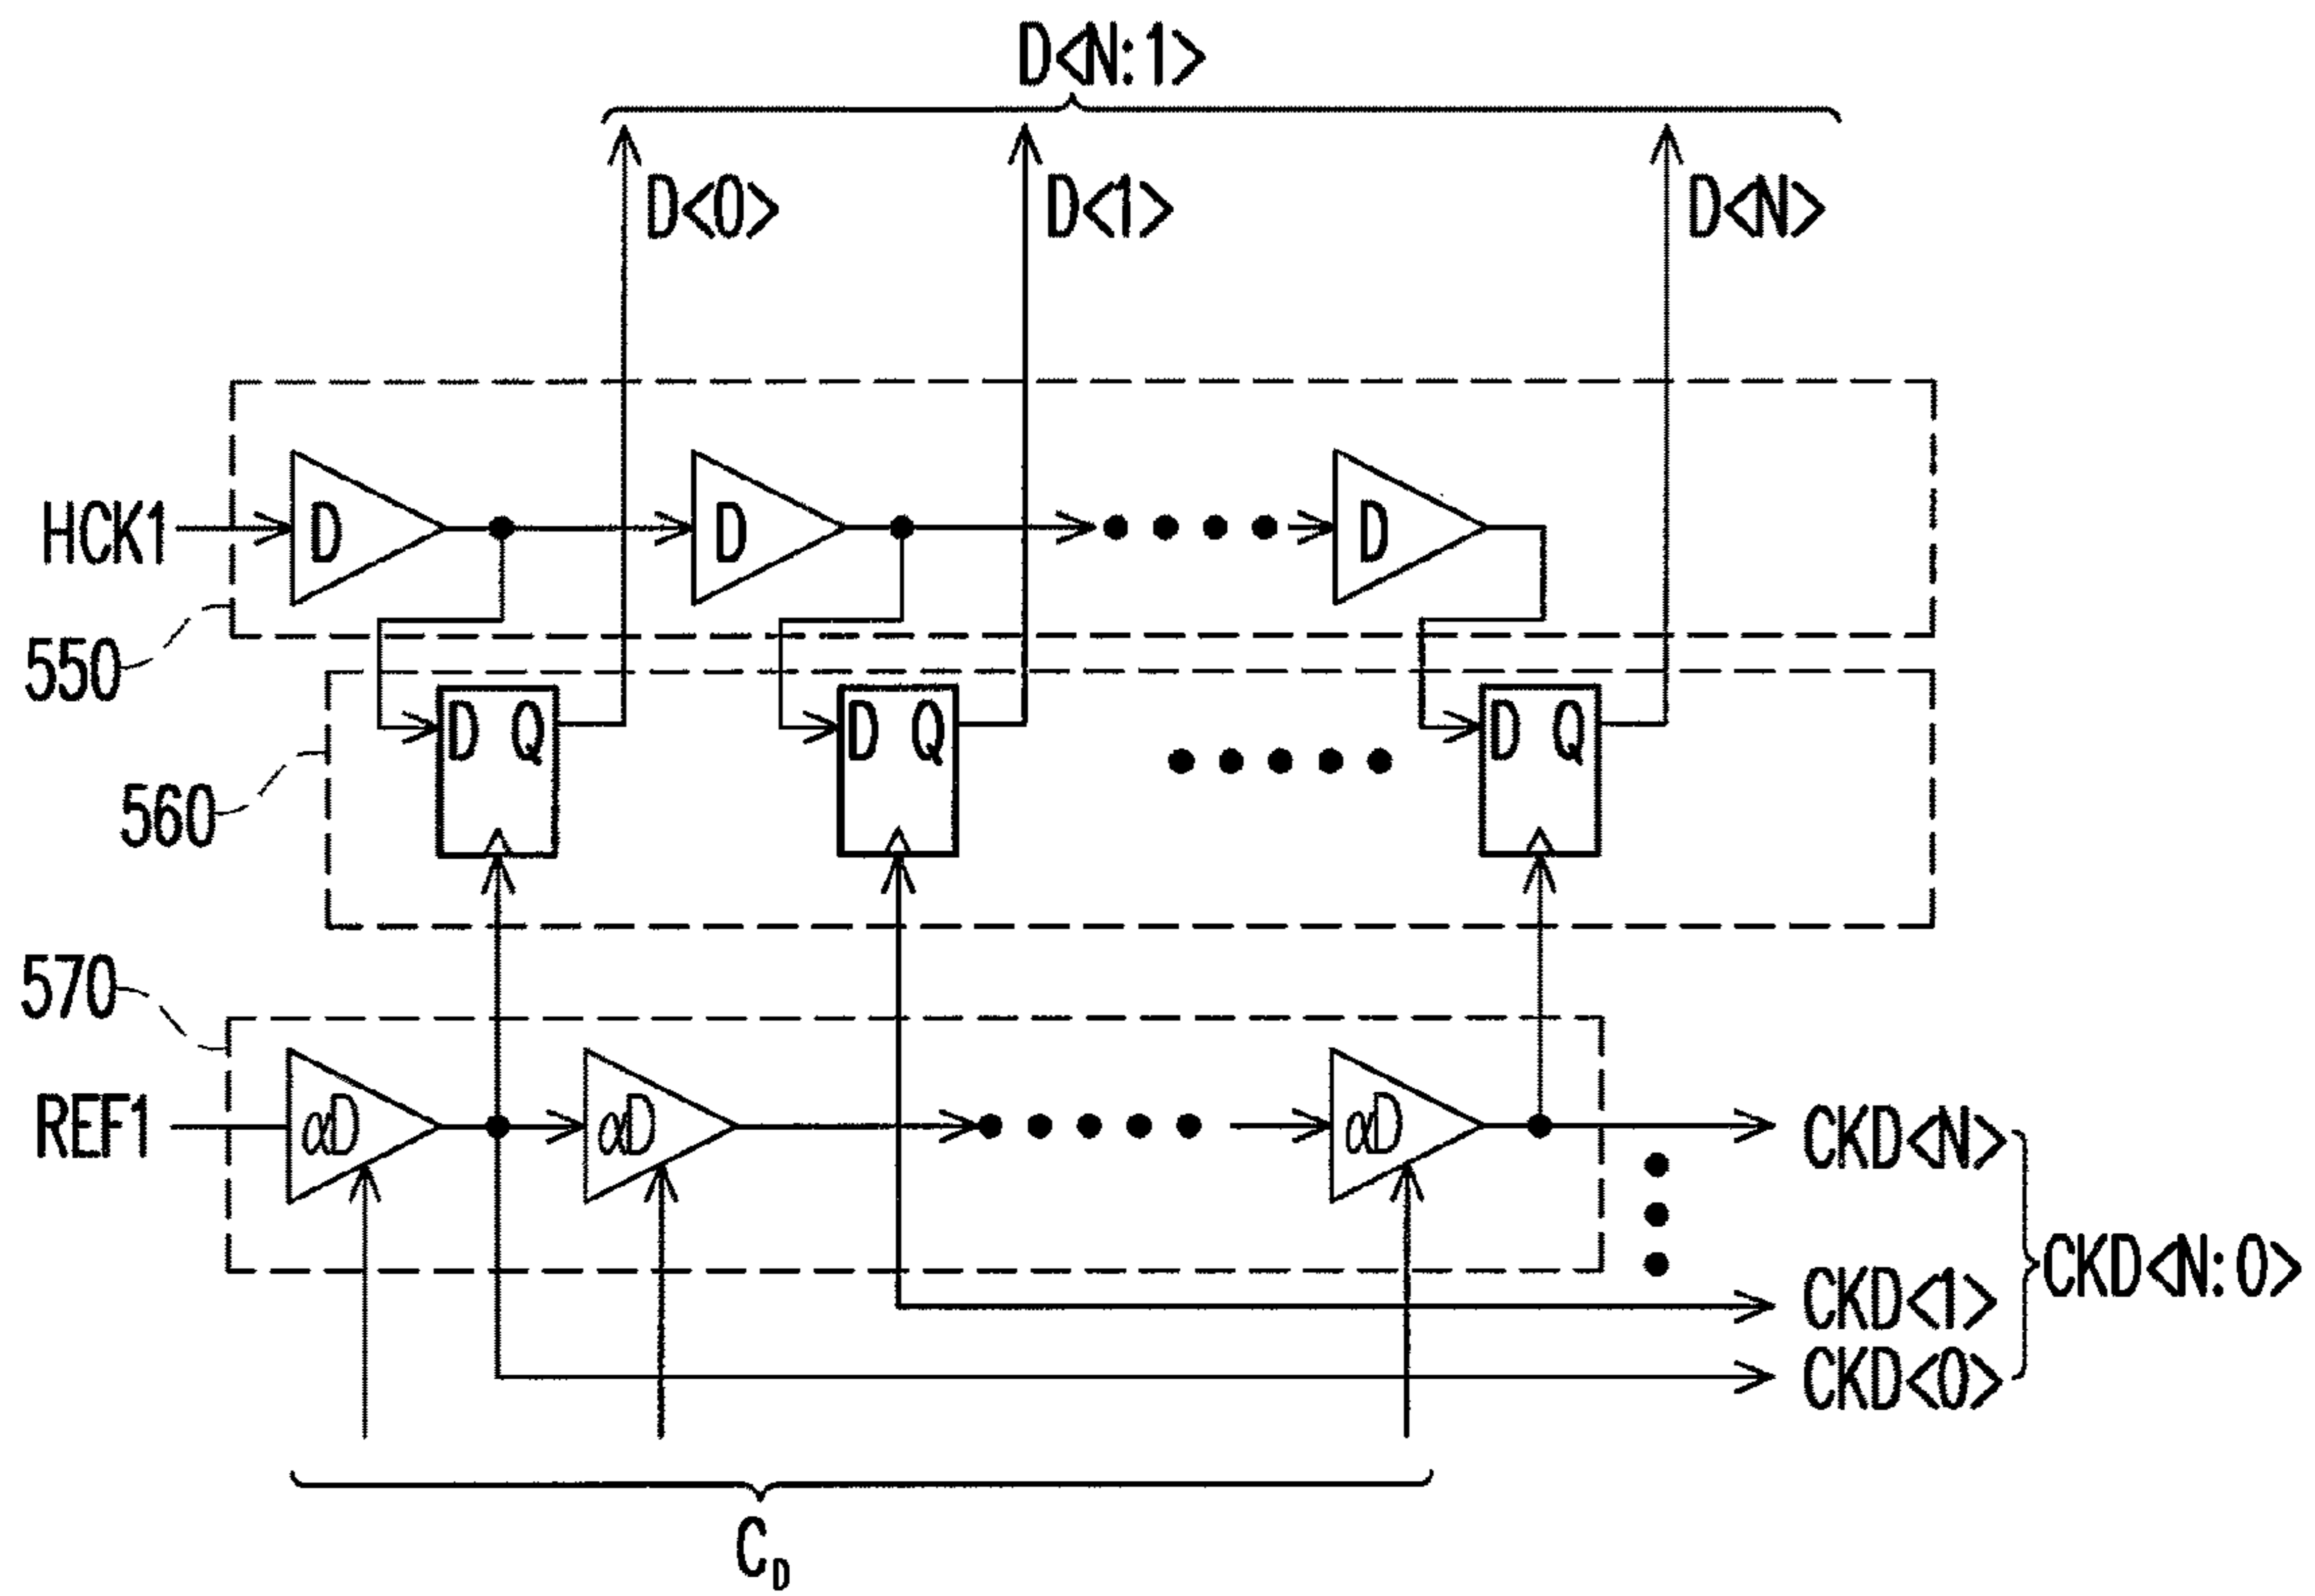 D<N:1>
D<0> D<1> D<N>
HCK1 D D D
550
D Q D Q D Q
560
570
REF1 αD αD αD
CKD<N>
CKD<N:0>
CKD<1>
CKD<0>
C_D